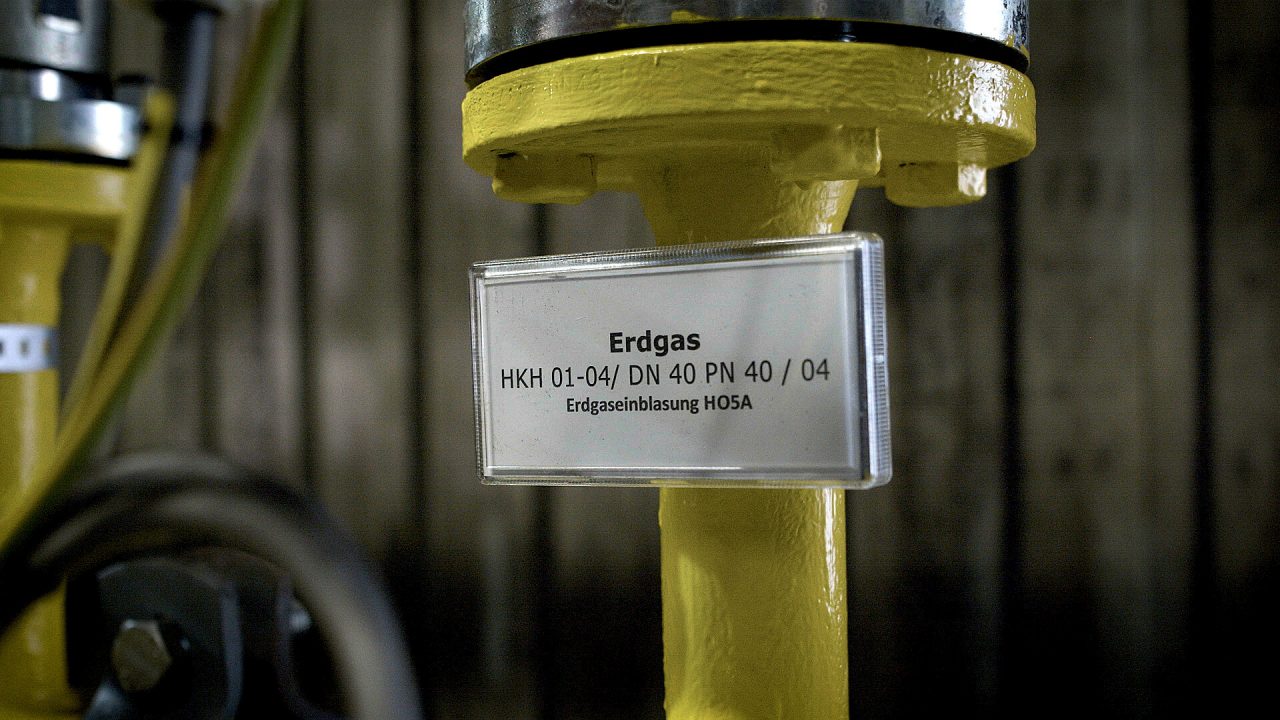 Erdgas
HKH 01-04/ DN 40 PN 40 / 04
Erdgaseinblasung HO5A